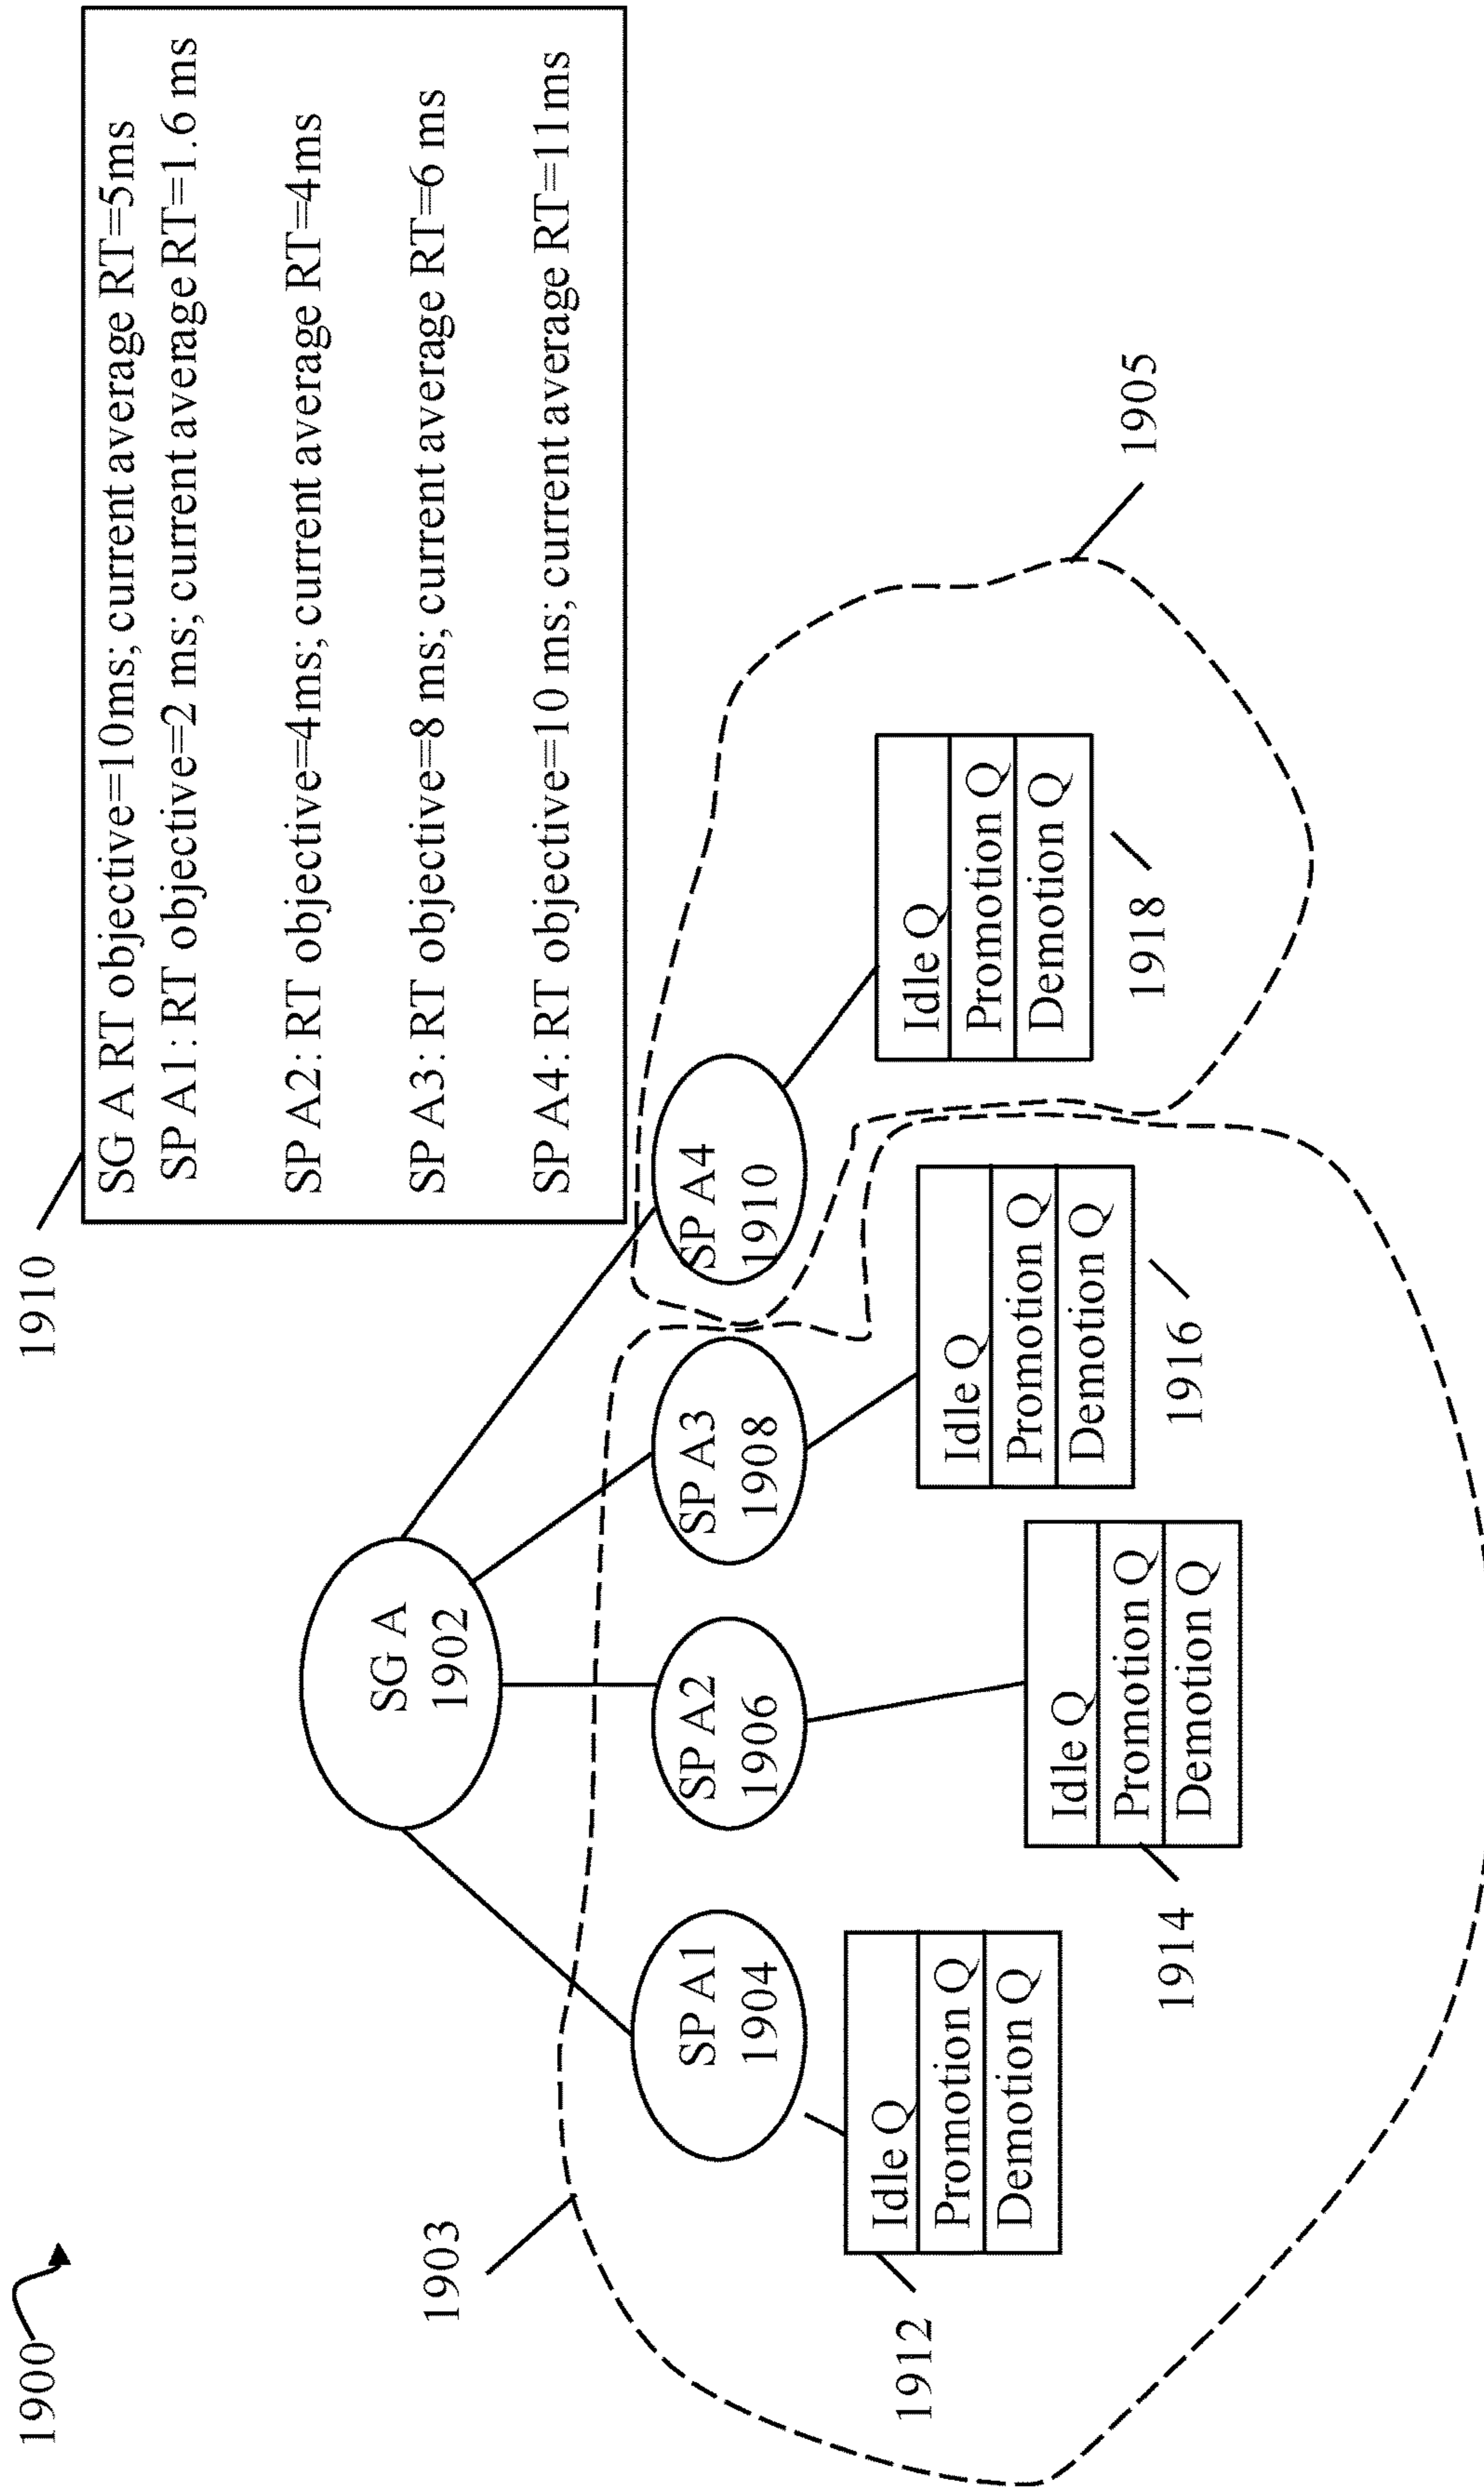 1900
1910
SG A RT objective=10ms; current average RT=5ms
SP A1: RT objective=2 ms; current average RT=1.6 ms
SP A2: RT objective=4ms; current average RT=4ms
SP A3: RT objective=8 ms; current average RT=6 ms
SP A4: RT objective=10 ms; current average RT=11ms
SG A
1902
1903
1905
SP A1
1904
SP A2
1906
SP A3
1908
SP A4
1910
Idle Q
Promotion Q
Demotion Q
1912
Idle Q
Promotion Q
Demotion Q
1914
Idle Q
Promotion Q
Demotion Q
1916
Idle Q
Promotion Q
Demotion Q
1918